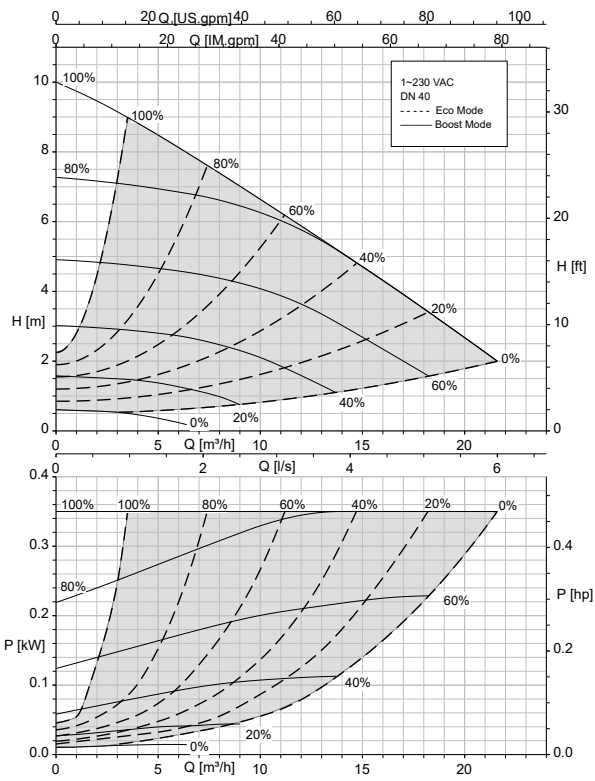 0 20 Q [US.gpm] 40 60 80 100
0 20 Q [IM.gpm] 40 60 80
100%
1~230 VAC
DN 40
Eco Mode
Boost Mode
10
8
6
4
2
0
H [m]
30
20
10
0
H [ft]
100%
80%
80%
60%
40%
20%
0%
60%
40%
20%
0%
0 5 10 15 20
Q [m³/h]
0 2 Q [l/s] 4 6
0.4
0.3
0.2
0.1
0.0
P [kW]
100% 100% 80% 60% 40% 20% 0%
80%
60%
40%
20%
0%
0.4
0.2
0.0
P [hp]
0 5 10 15 20
Q [m³/h]